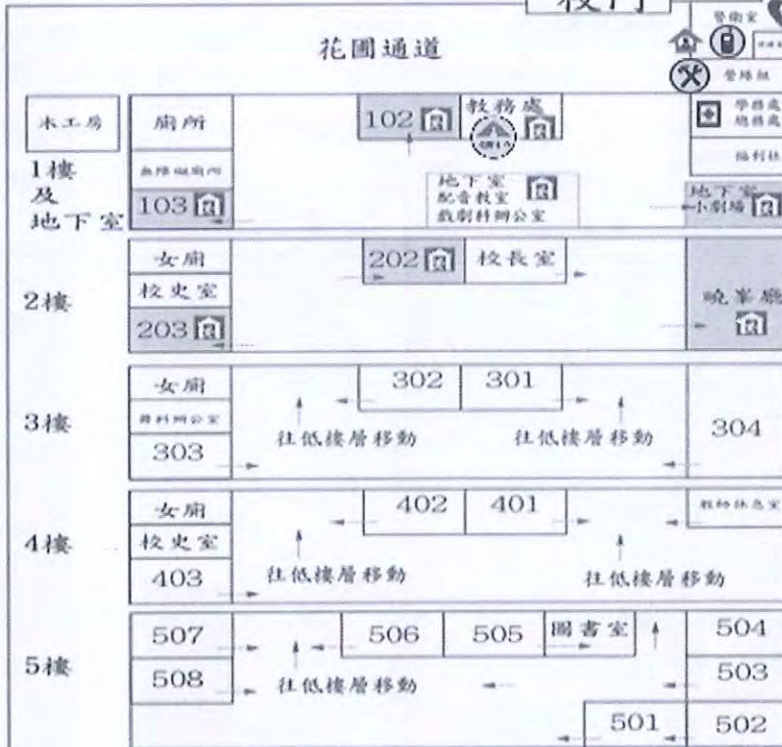 校門
警衛室
花圃通道
營繕組
木工房
廁所
102
教務處
學務處
總務處
無障礙廁所
福利社
1樓
及
地下室
103
地下室
配音教室
戲劇科辦公室
地下室
小劇場
女廁
202
校長室
2樓
校史室
曉峯廳
203
女廁
302
301
3樓
304
303
往低樓層移動
往低樓層移動
女廁
402
401
教師休息室
4樓
校史室
403
往低樓層移動
往低樓層移動
507
506
505
圖書室
504
5樓
508
往低樓層移動
503
501
502